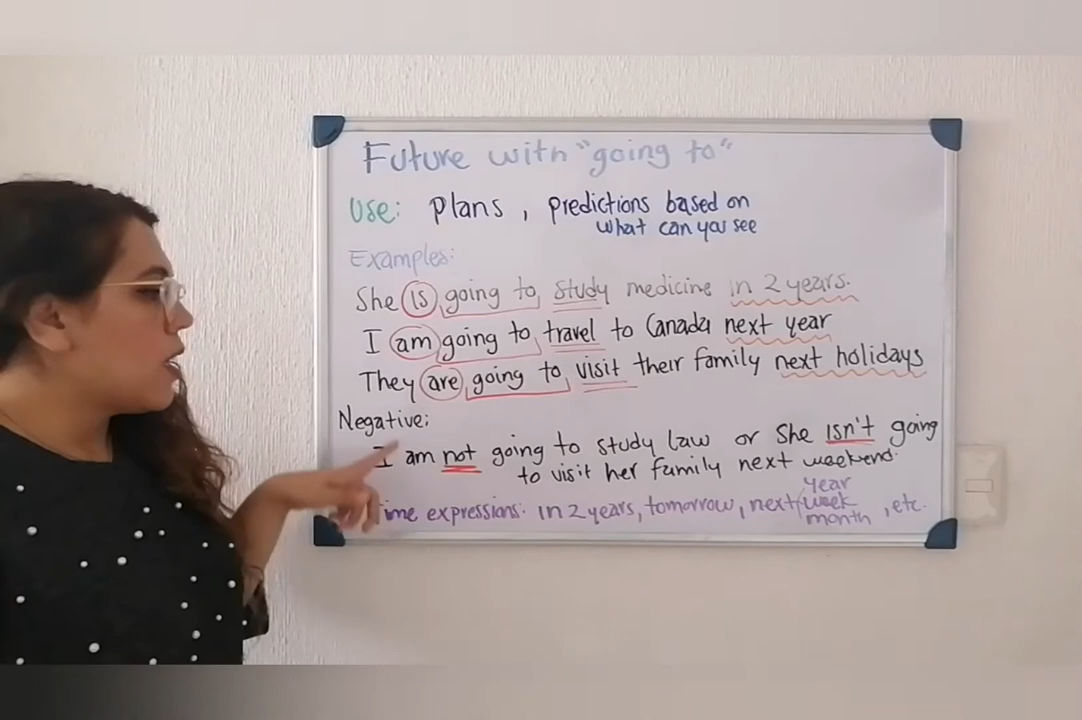 Future with "going to"
Use: Plans, predictions based on
what can you see
Examples:
She is going to study medicine in 2 years.
I am going to travel to Canada next year
They are going to visit their family next holidays
Negative:
I am not going to study Law or She isn't going
to visit her family next weekend.
year
ime expressions: in 2 years, tomorrow, next/week
month, etc.